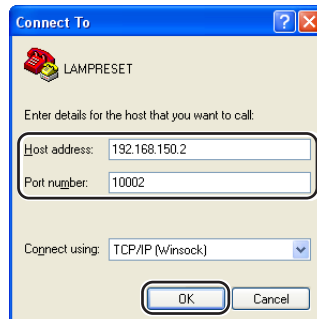 Connect To
LAMPRESET
Enter details for the host that you want to call:
Host address: 192.168.150.2
Port number: 10002
Connect using: TCP/IP (Winsock)
OK Cancel